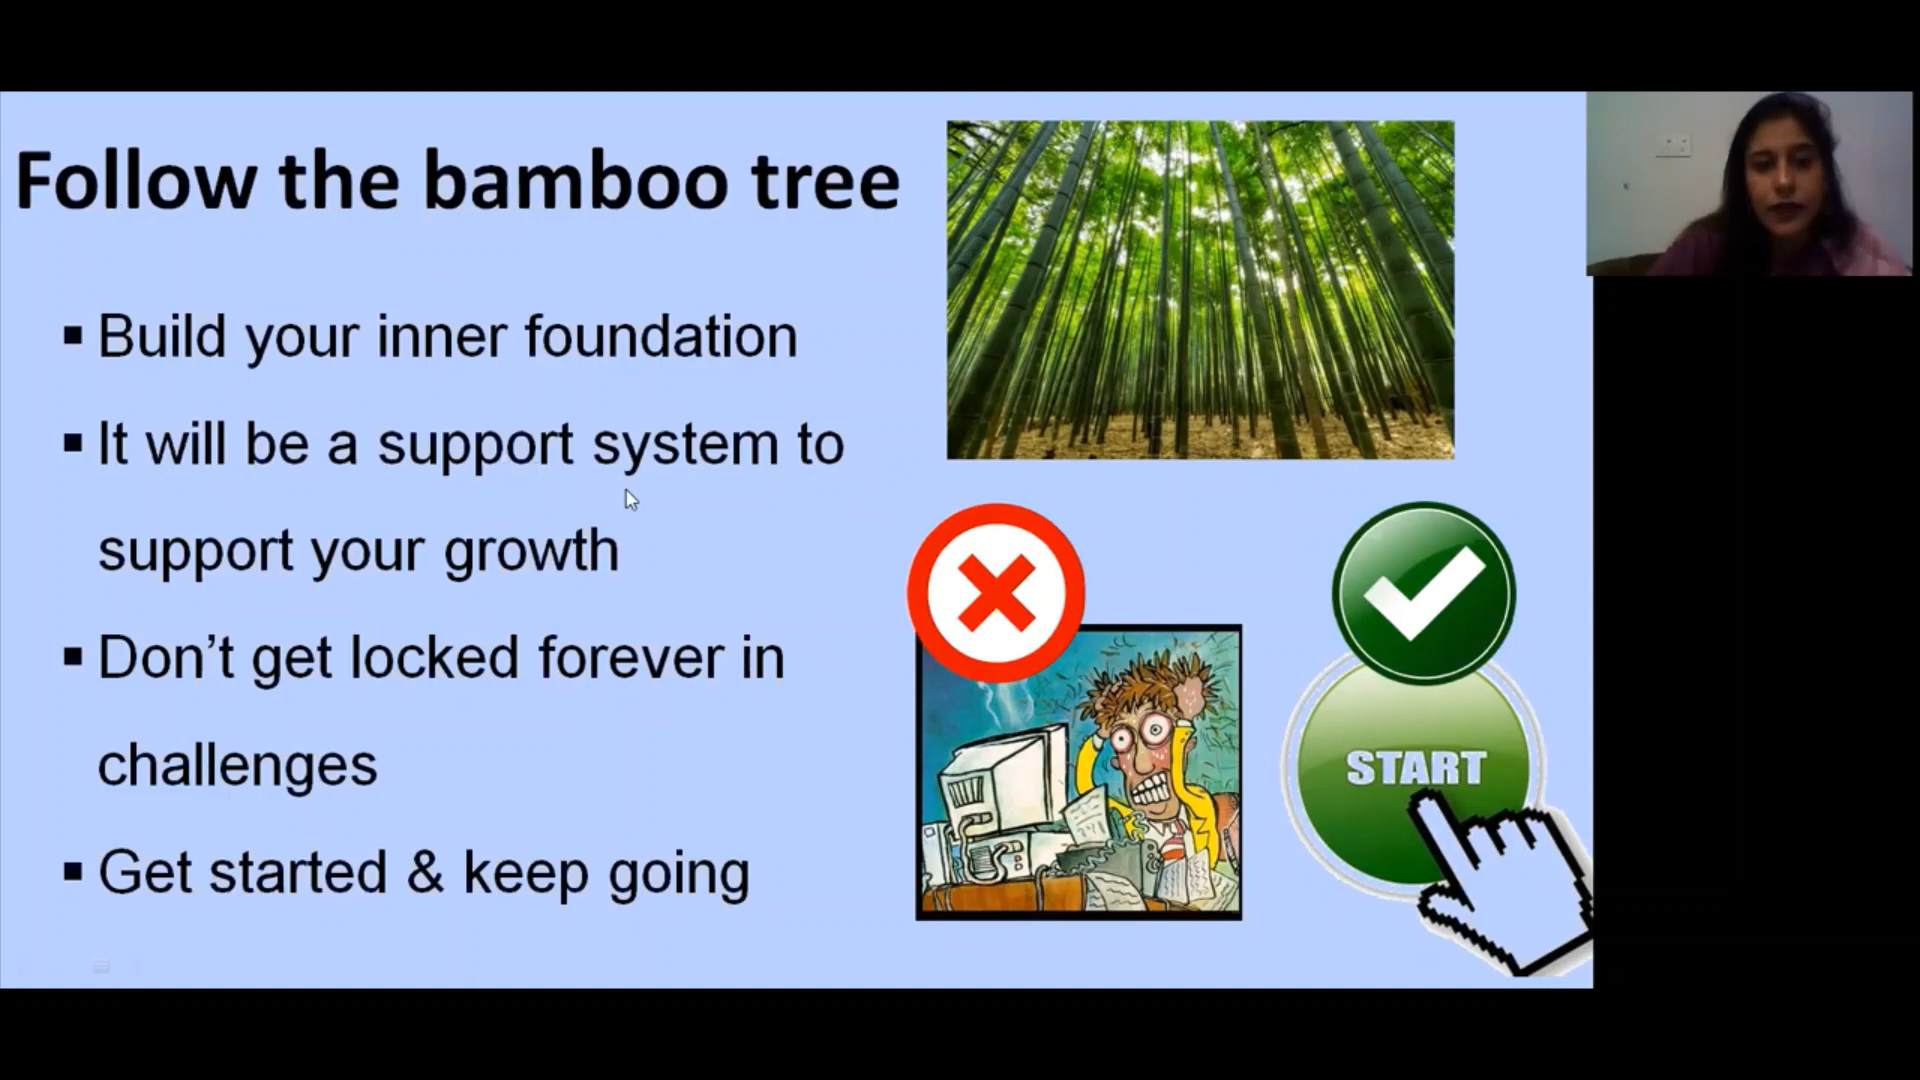 Follow the bamboo tree
▪ Build your inner foundation
▪ It will be a support system to
support your growth
▪ Don’t get locked forever in
challenges
▪ Get started & keep going
START